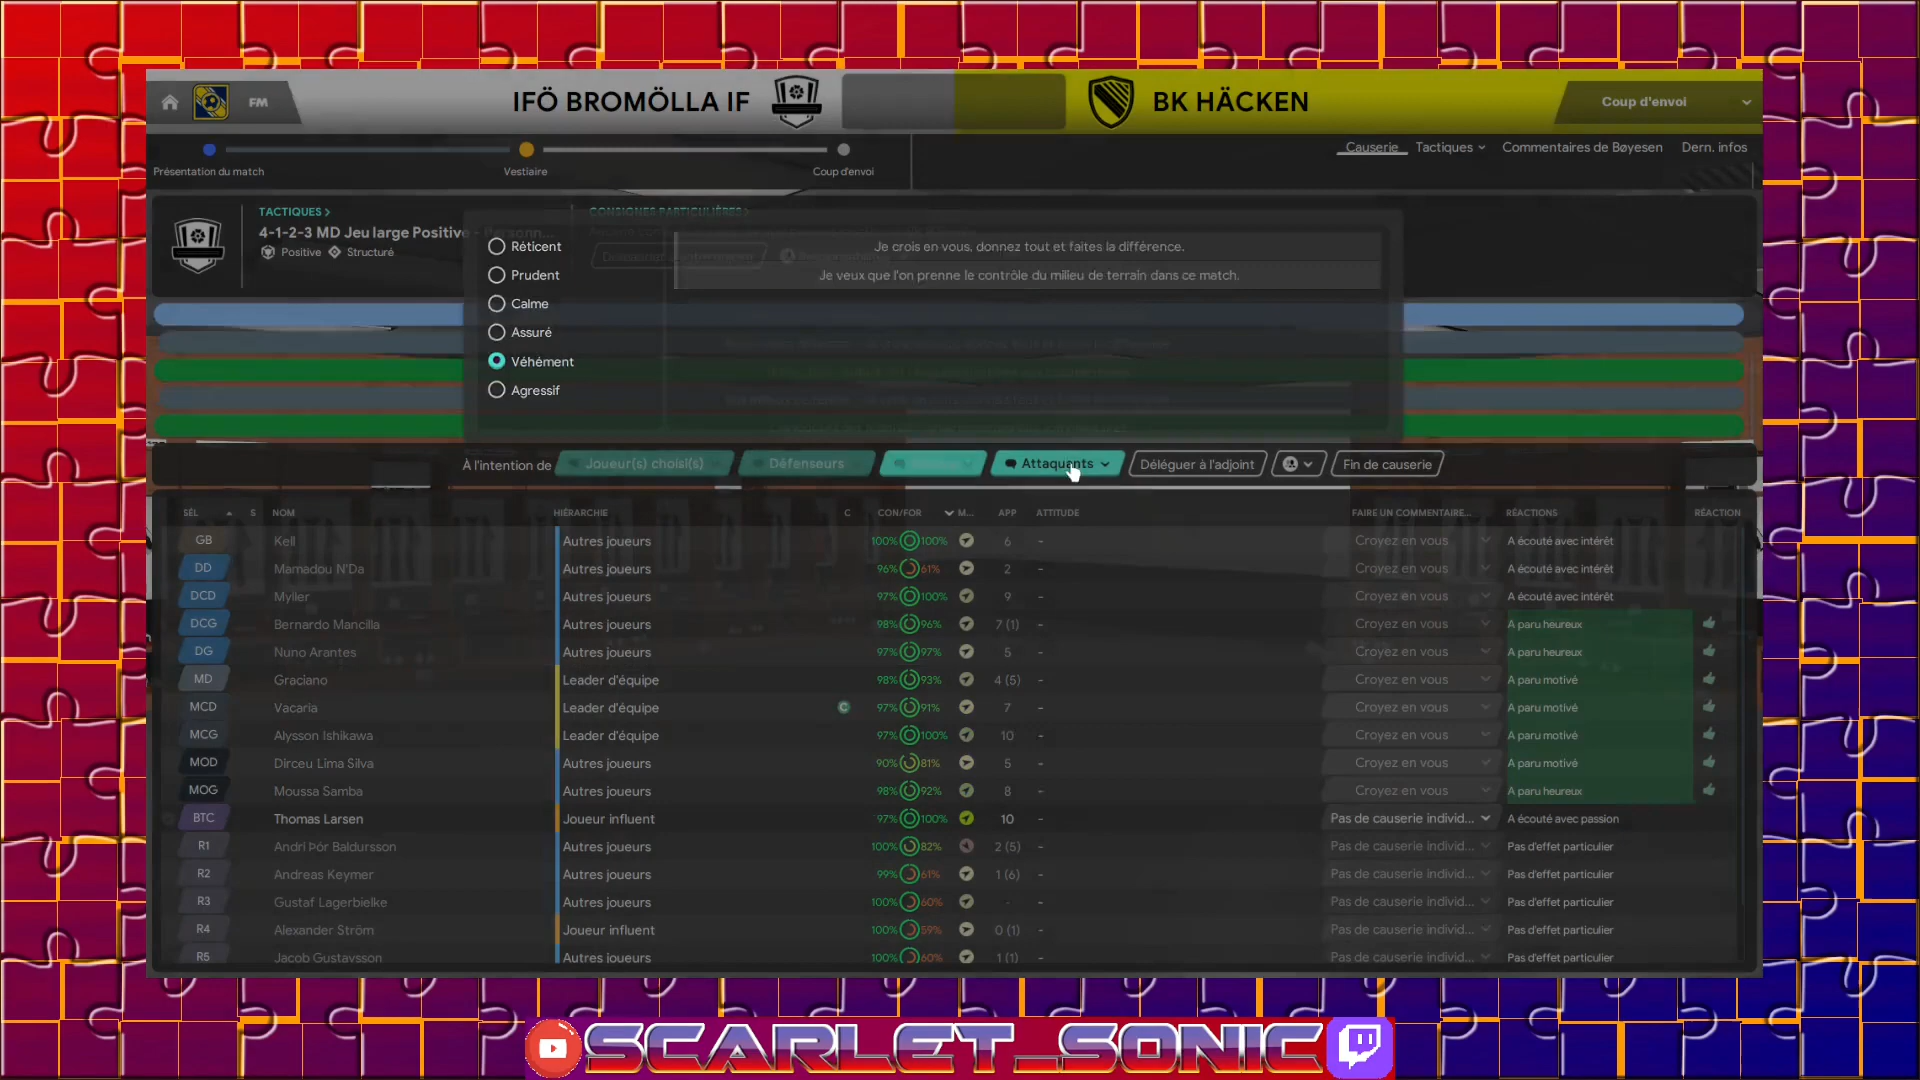 FM
IFÖ BROMÖLLA IF
BK HÄCKEN
Coup d'envoi
Présentation du match
Vestiaire
Coup d'envoi
Causerie
Tactiques
Commentaires de Bøyesen
Dern. infos
TACTIQUES >
4-1-2-3 MD Jeu large Positive - Personn...
Positive
Structuré
CONSIGNES PARTICULIÈRES >
Réticent
Prudent
Calme
Assuré
Véhément
Agressif
Je crois en vous, donnez tout et faites la différence.
Je veux que l'on prenne le contrôle du milieu de terrain dans ce match.
À l'intention de
Joueur(s) choisi(s)
Défenseurs
Attaquants
Déléguer à l'adjoint
Fin de causerie
SÉL S NOM HIÉRARCHIE C CON/FOR M... APP ATTITUDE FAIRE UN COMMENTAIRE... RÉACTIONS RÉACTION
GB Kell Autres joueurs 100% 100% 6 - Croyez en vous A écouté avec intérêt
DD Mamadou N'Da Autres joueurs 96% 61% 2 - Croyez en vous A écouté avec intérêt
DCD Myller Autres joueurs 97% 100% 9 - Croyez en vous A écouté avec intérêt
DCG Bernardo Mancilla Autres joueurs 98% 96% 7 (1) - Croyez en vous A paru heureux
DG Nuno Arantes Autres joueurs 97% 97% 5 - Croyez en vous A paru heureux
MD Graciano Leader d'équipe 98% 93% 4 (5) - Croyez en vous A paru motivé
MCD Vacaria Leader d'équipe C 97% 91% 7 - Croyez en vous A paru motivé
MCG Alysson Ishikawa Leader d'équipe 97% 100% 10 - Croyez en vous A paru motivé
MOD Dirceu Lima Silva Autres joueurs 90% 81% 5 - Croyez en vous A paru motivé
MOG Moussa Samba Autres joueurs 98% 92% 8 - Croyez en vous A paru heureux
BTC Thomas Larsen Joueur influent 97% 100% 10 - Pas de causerie individ... A écouté avec passion
R1 Andri Þór Baldursson Autres joueurs 100% 82% 2 (5) - Pas de causerie individ... Pas d'effet particulier
R2 Andreas Keymer Autres joueurs 99% 61% 1 (6) - Pas de causerie individ... Pas d'effet particulier
R3 Gustaf Lagerbielke Autres joueurs 100% 60% - - Pas de causerie individ... Pas d'effet particulier
R4 Alexander Ström Joueur influent 100% 59% 0 (1) - Pas de causerie individ... Pas d'effet particulier
R5 Jacob Gustavsson Autres joueurs 100% 60% 1 (1) - Pas de causerie individ... Pas d'effet particulier
SCARLET_SONIC